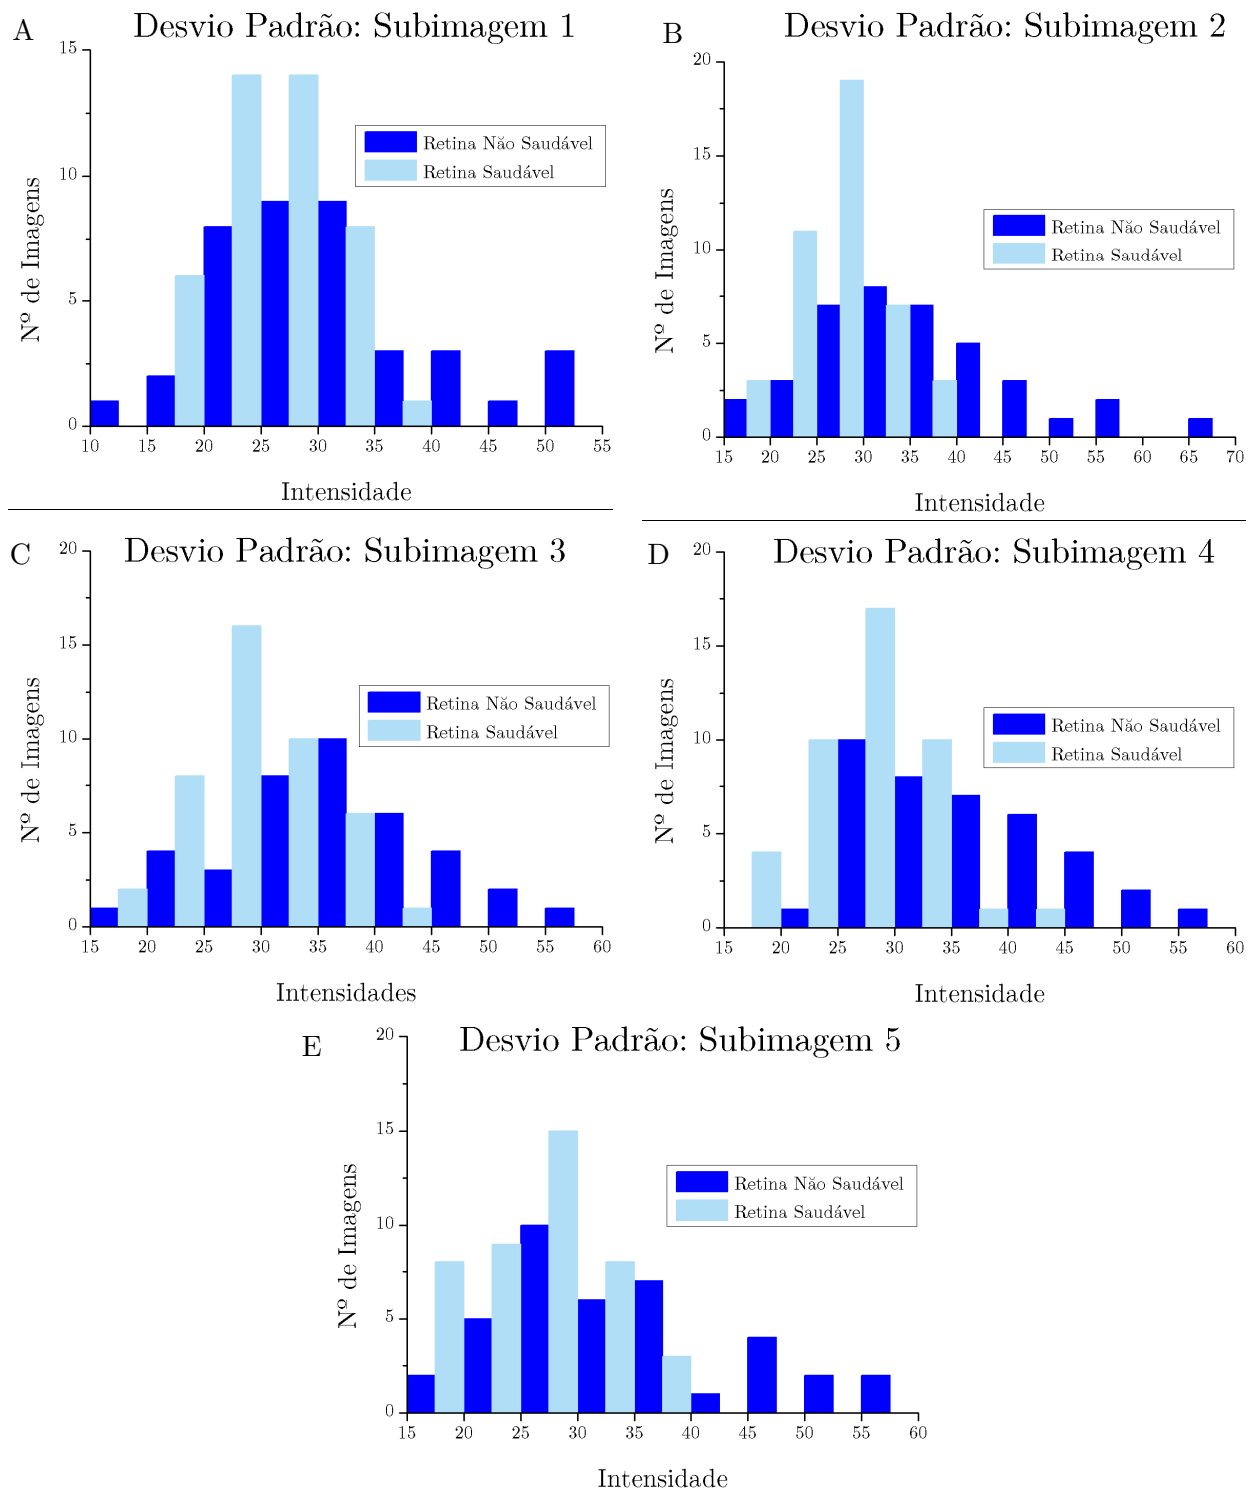 A
Desvio Padrão: Subimagem 1
15
10
5
0
Nº de Imagens
Retina Não Saudável
Retina Saudável
10 15 20 25 30 35 40 45 50 55
Intensidade
B
Desvio Padrão: Subimagem 2
20
15
10
5
0
Nº de Imagens
Retina Não Saudável
Retina Saudável
15 20 25 30 35 40 45 50 55 60 65 70
Intensidade
C
Desvio Padrão: Subimagem 3
20
15
10
5
0
Nº de Imagens
Retina Não Saudável
Retina Saudável
15 20 25 30 35 40 45 50 55 60
Intensidades
D
Desvio Padrão: Subimagem 4
20
15
10
5
0
Nº de Imagens
Retina Não Saudável
Retina Saudável
15 20 25 30 35 40 45 50 55 60
Intensidade
E
Desvio Padrão: Subimagem 5
20
15
10
5
0
Nº de Imagens
Retina Não Saudável
Retina Saudável
15 20 25 30 35 40 45 50 55 60
Intensidade